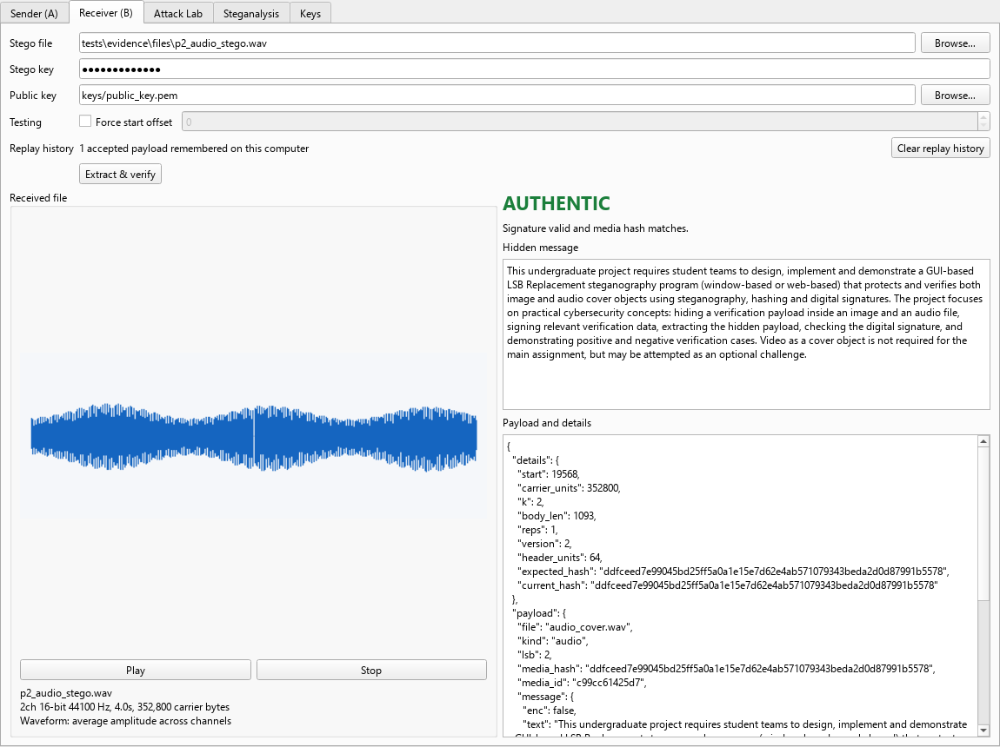 Sender (A)
Receiver (B)
Attack Lab
Steganalysis
Keys
Stego file
tests\evidence\files\p2_audio_stego.wav
Browse...
Stego key
●●●●●●●●●●●●●
Public key
keys/public_key.pem
Browse...
Testing
Force start offset
0
Replay history
1 accepted payload remembered on this computer
Clear replay history
Extract & verify
Received file
Play
Stop
p2_audio_stego.wav
2ch 16-bit 44100 Hz, 4.0s, 352,800 carrier bytes
Waveform: average amplitude across channels
AUTHENTIC
Signature valid and media hash matches.
Hidden message
This undergraduate project requires student teams to design, implement and demonstrate a GUI-based
LSB Replacement steganography program (window-based or web-based) that protects and verifies both
image and audio cover objects using steganography, hashing and digital signatures. The project focuses
on practical cybersecurity concepts: hiding a verification payload inside an image and an audio file,
signing relevant verification data, extracting the hidden payload, checking the digital signature, and
demonstrating positive and negative verification cases. Video as a cover object is not required for the
main assignment, but may be attempted as an optional challenge.
Payload and details
{
"details": {
"start": 19568,
"carrier_units": 352800,
"k": 2,
"body_len": 1093,
"reps": 1,
"version": 2,
"header_units": 64,
"expected_hash": "ddfceed7e99045bd25ff5a0a1e15e7d62e4ab571079343beda2d0d87991b5578",
"current_hash": "ddfceed7e99045bd25ff5a0a1e15e7d62e4ab571079343beda2d0d87991b5578"
},
"payload": {
"file": "audio_cover.wav",
"kind": "audio",
"lsb": 2,
"media_hash": "ddfceed7e99045bd25ff5a0a1e15e7d62e4ab571079343beda2d0d87991b5578",
"media_id": "c99cc61425d7",
"message": {
"enc": false,
"text": "This undergraduate project requires student teams to design, implement and demonstrate